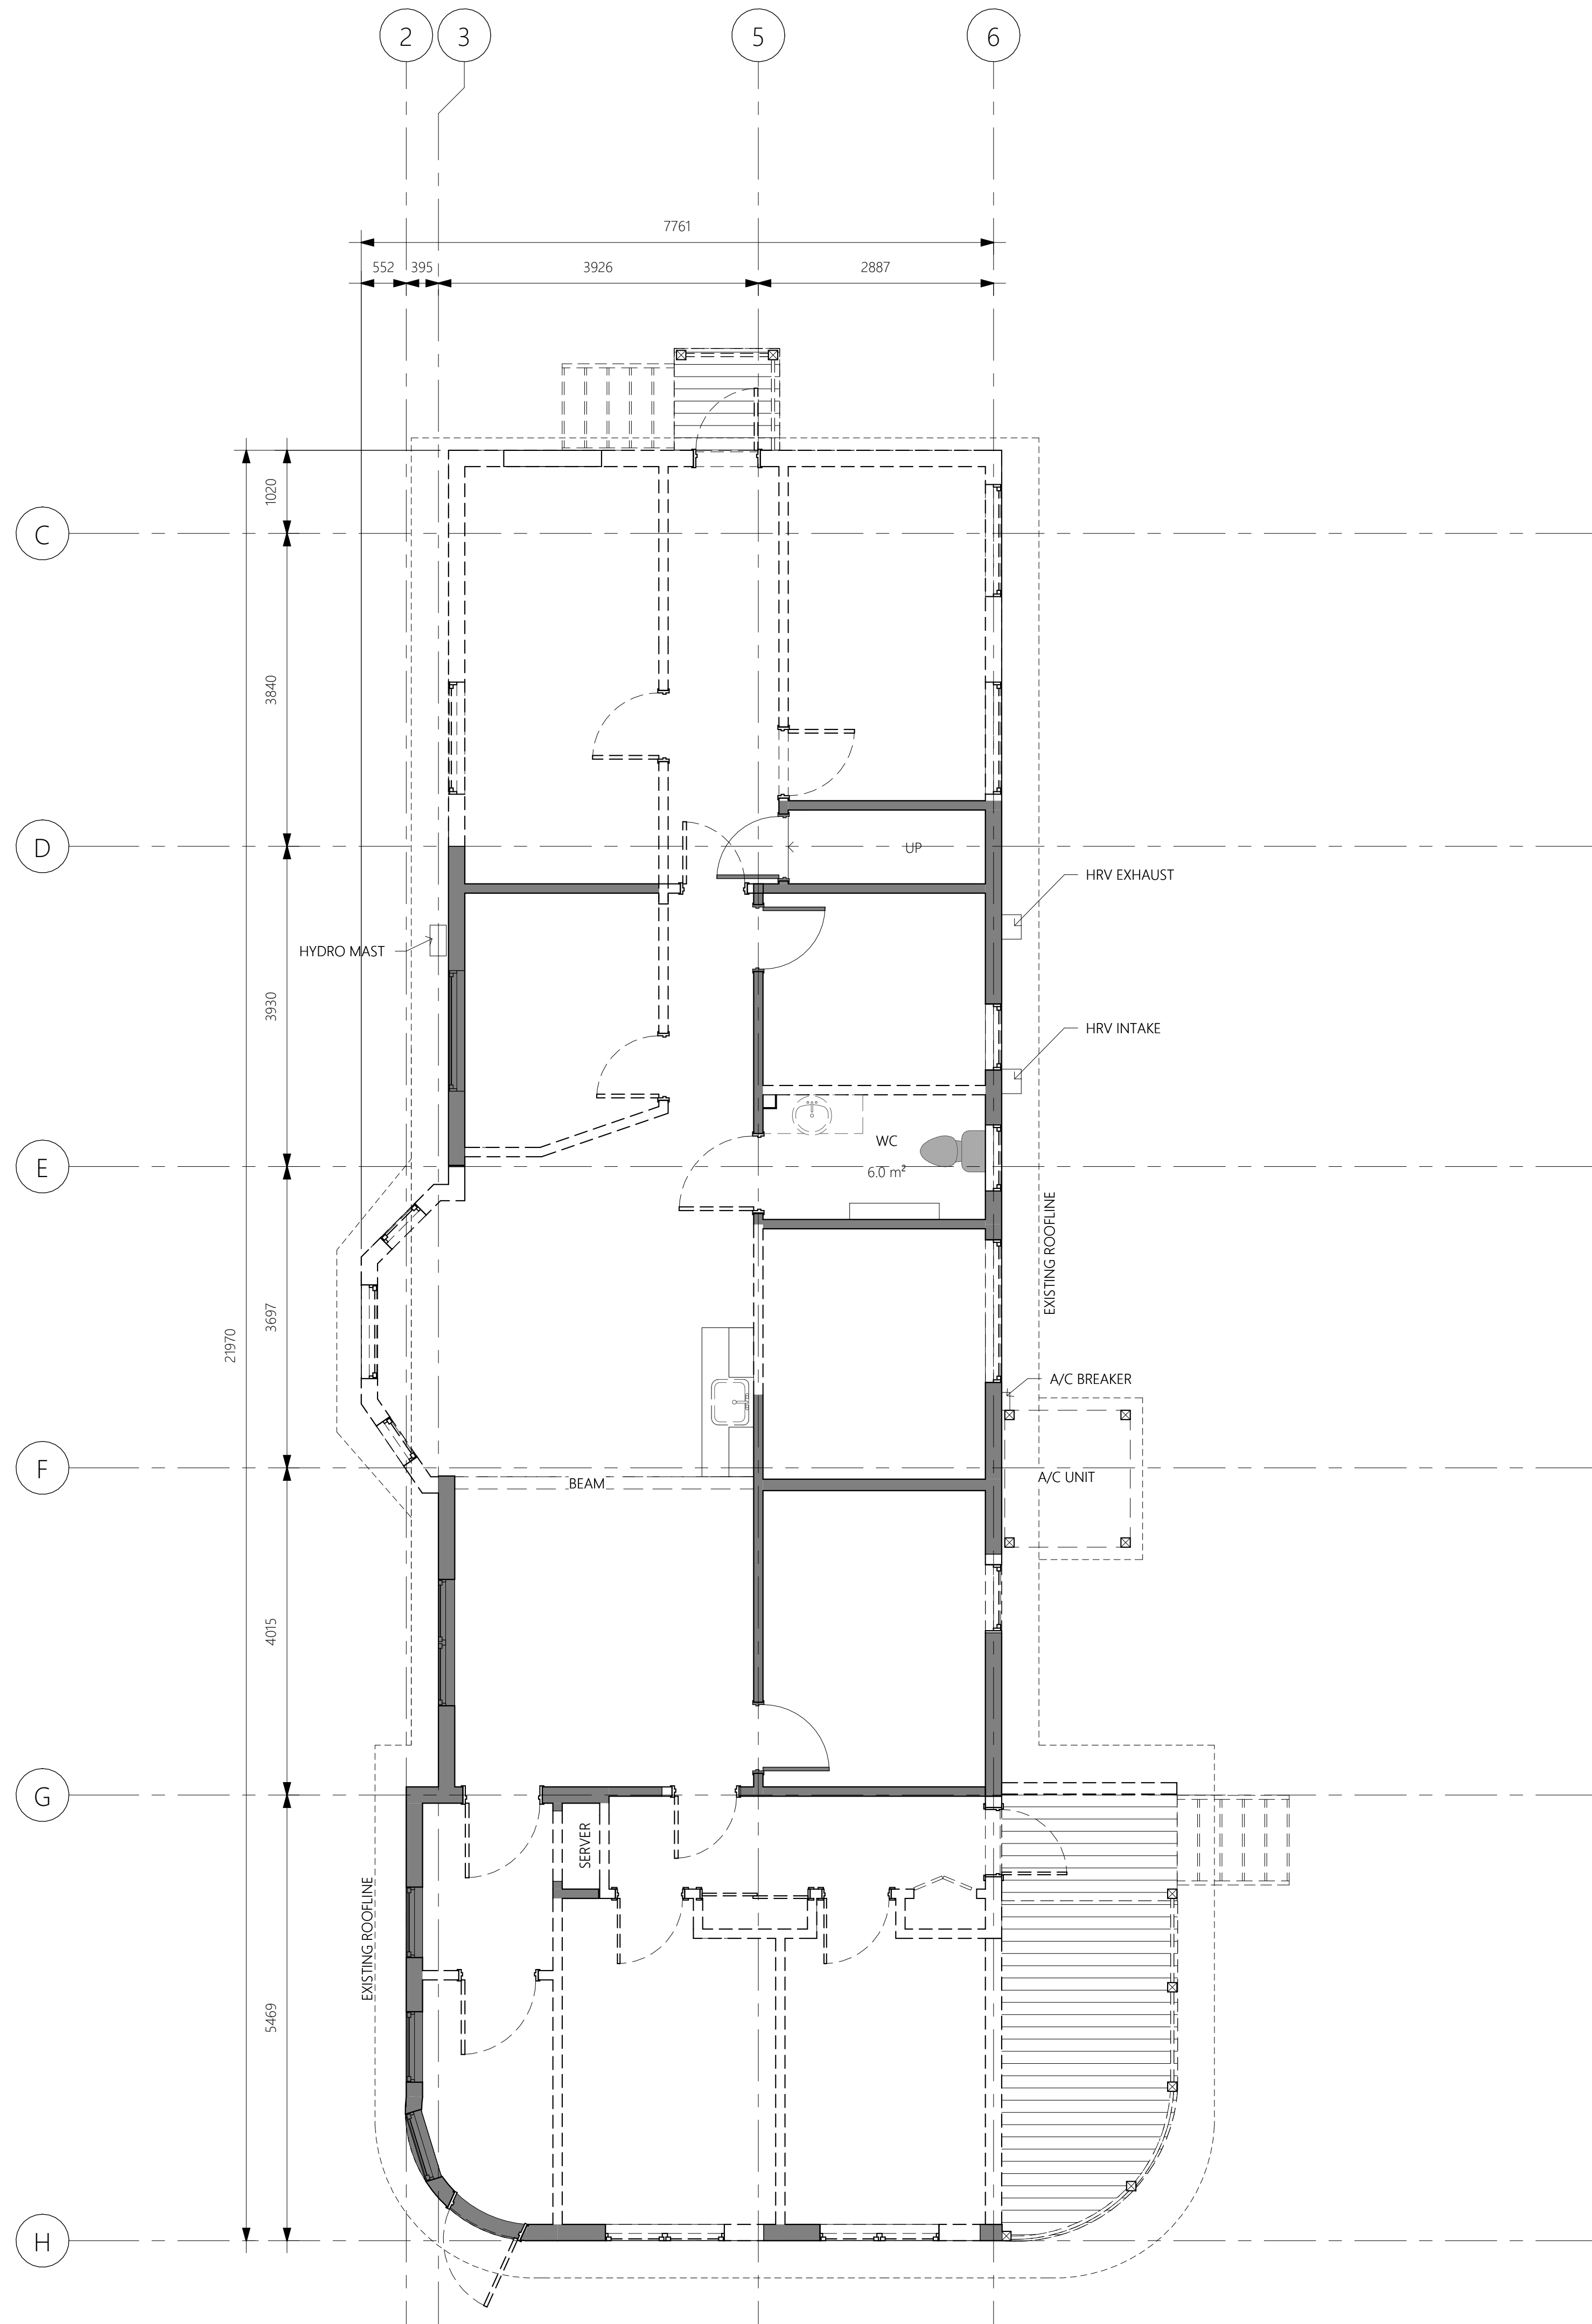 2
3
5
6
7761
552
395
3926
2887
1020
C
3840
D
UP
HRV EXHAUST
HYDRO MAST
3930
HRV INTAKE
WC
E
6.0 m²
EXISTING ROOFLINE
3697
21970
A/C BREAKER
F
A/C UNIT
BEAM
4015
G
SERVER
EXISTING ROOFLINE
5469
H